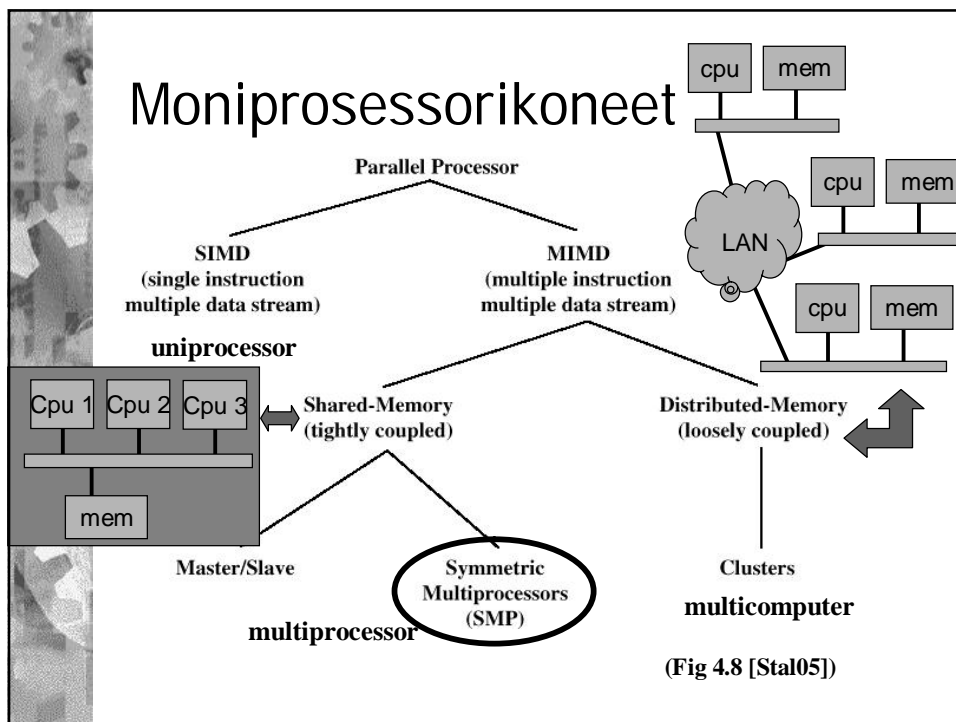 Moniprosessorikoneet
cpu
mem
Parallel Processor
cpu
mem
LAN
SIMD
(single instruction
multiple data stream)
MIMD
(multiple instruction
multiple data stream)
cpu
mem
uniprocessor
Cpu 1
Cpu 2
Cpu 3
mem
Shared-Memory
(tightly coupled)
Distributed-Memory
(loosely coupled)
Master/Slave
Symmetric
Multiprocessors
(SMP)
Clusters
multiprocessor
multicomputer
(Fig 4.8 [Stal05])